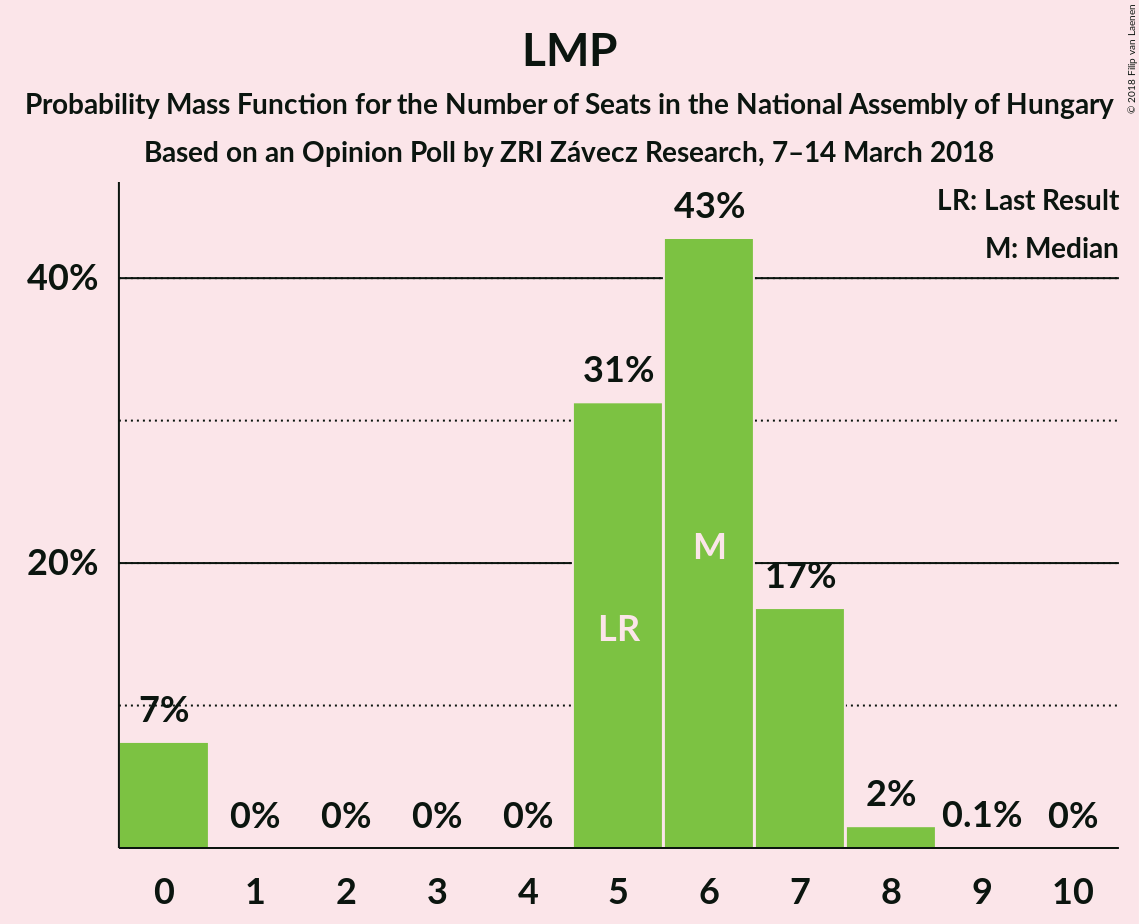 LMP
Probability Mass Function for the Number of Seats in the National Assembly of Hungary
Based on an Opinion Poll by ZRI Závecz Research, 7–14 March 2018
© 2018 Filip van Laenen
LR: Last Result
M: Median
43%
40%
31%
M
20%
17%
LR
7%
2%
0% 0% 0% 0% 0.1% 0%
0 1 2 3 4 5 6 7 8 9 10